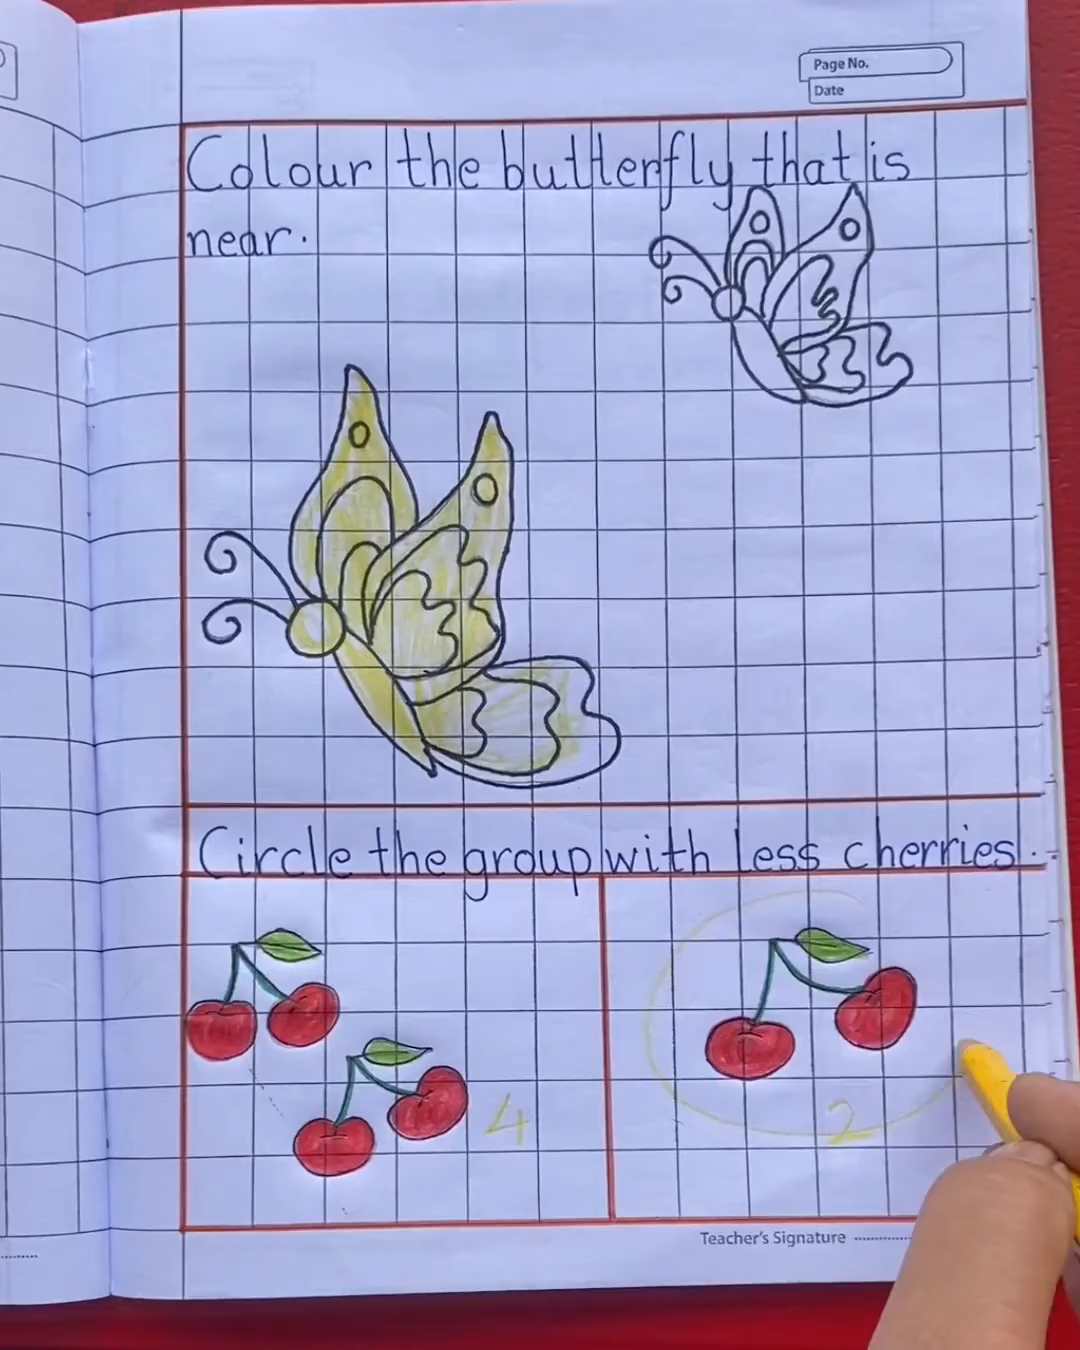 Page No.
Date
Colour the butterfly that is
near.
Circle the group with less cherries.
4
2
Teacher's Signature